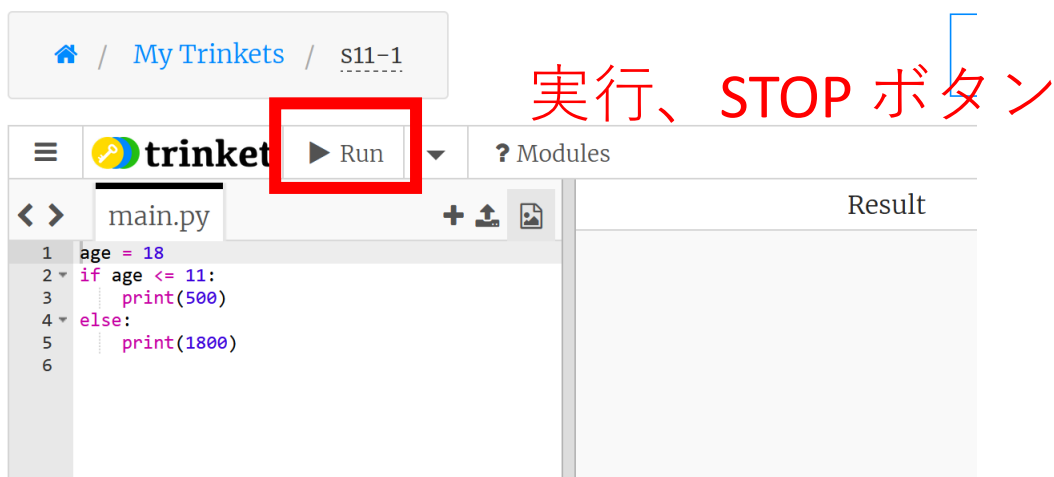 / My Trinkets / s11-1
実行、STOP ボタン
trinket Run ? Modules
main.py
Result
1 age = 18
2 if age <= 11:
3 print(500)
4 else:
5 print(1800)
6